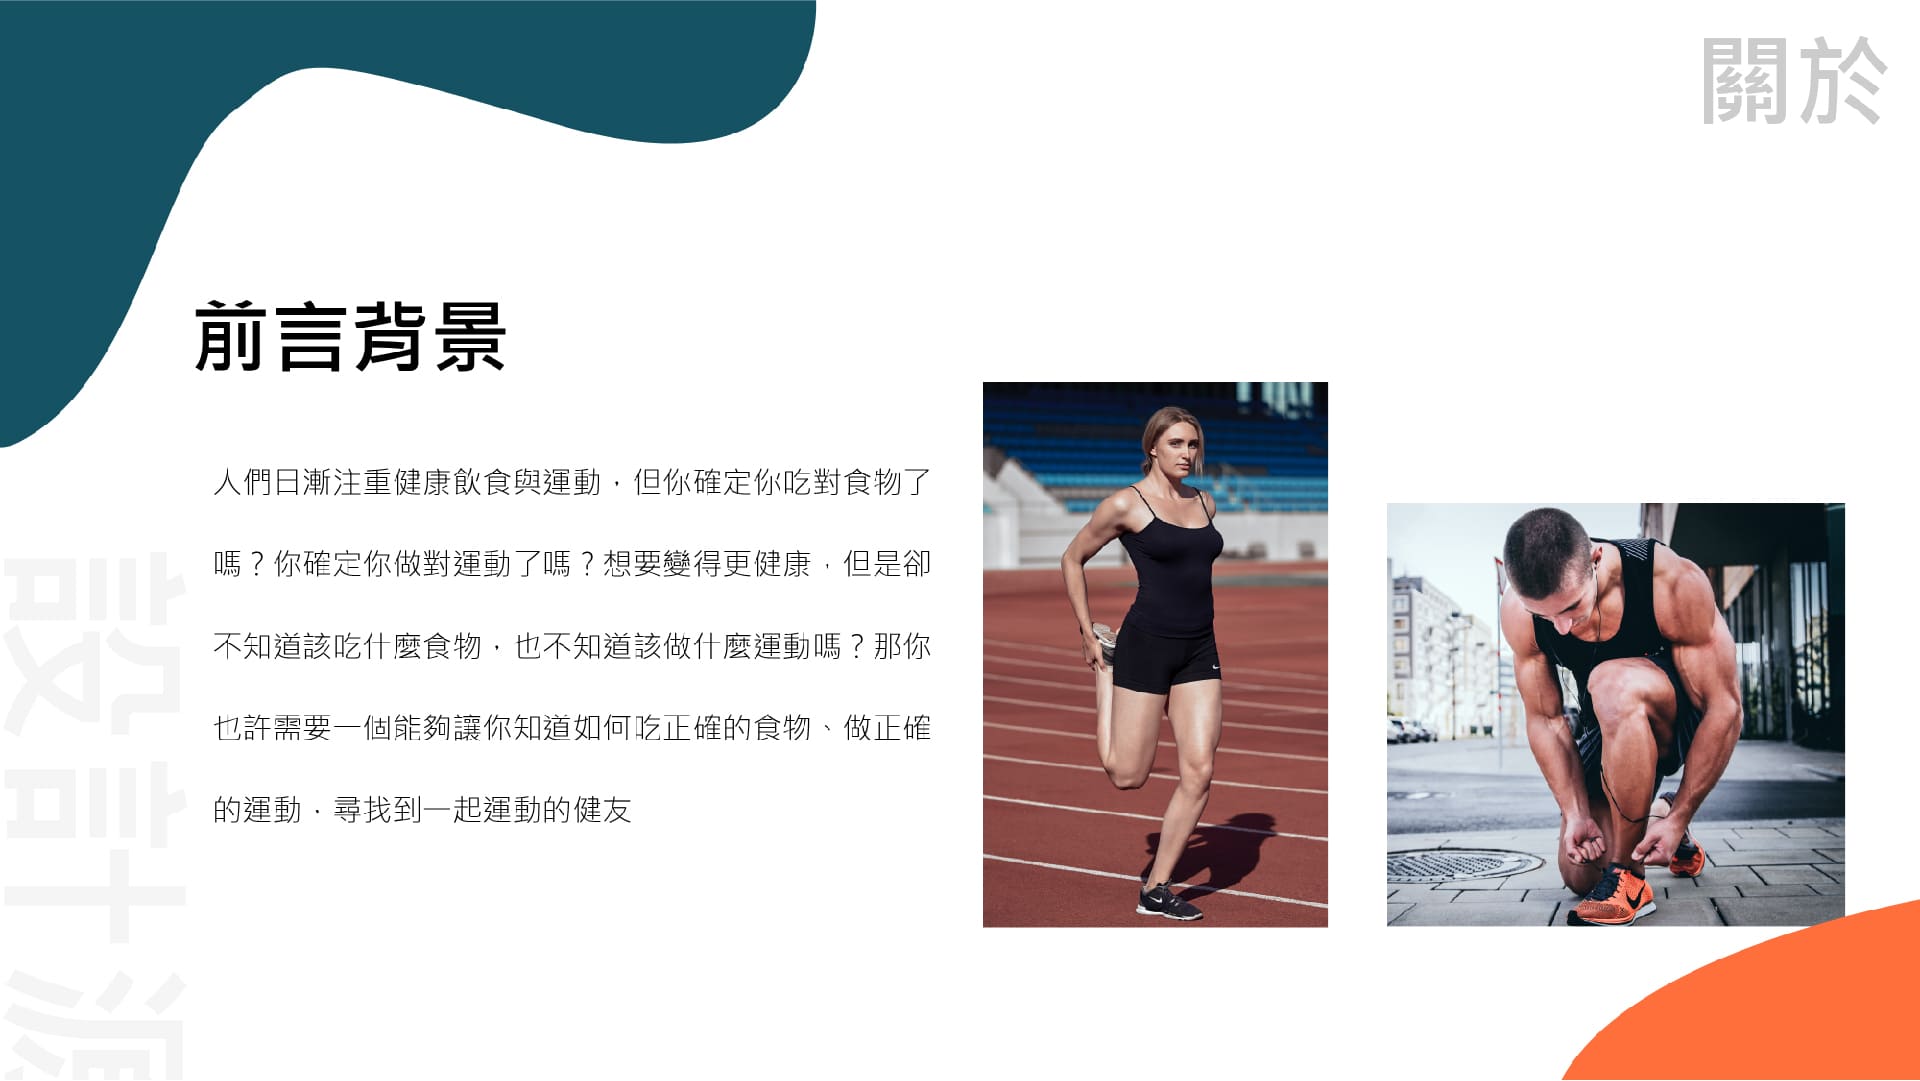 關於
前言背景
人們日漸注重健康飲食與運動，但你確定你吃對食物了
嗎？你確定你做對運動了嗎？想要變得更健康，但是卻
不知道該吃什麼食物，也不知道該做什麼運動嗎？那你
也許需要一個能夠讓你知道如何吃正確的食物、做正確
的運動，尋找到一起運動的健友
設計源